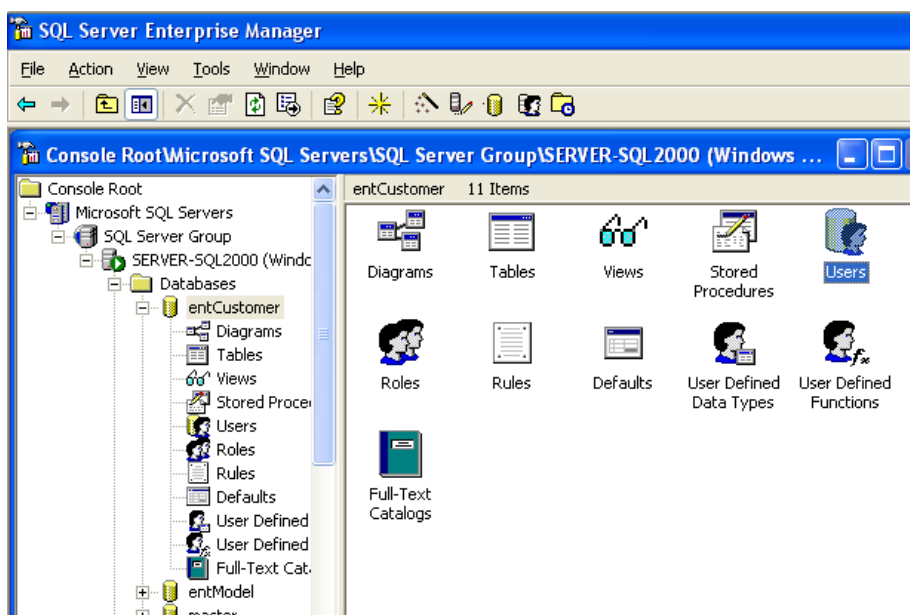 SQL Server Enterprise Manager
File Action View Tools Window Help
Console Root\Microsoft SQL Servers\SQL Server Group\SERVER-SQL2000 (Windows ...
Console Root
Microsoft SQL Servers
SQL Server Group
SERVER-SQL2000 (Windc
Databases
entCustomer
Diagrams
Tables
Views
Stored Proce
Users
Roles
Rules
Defaults
User Defined
User Defined
Full-Text Cat
entModel
master
entCustomer 11 Items
Diagrams Tables Views Stored Users
Procedures
Roles Rules Defaults User Defined User Defined
Data Types Functions
Full-Text
Catalogs